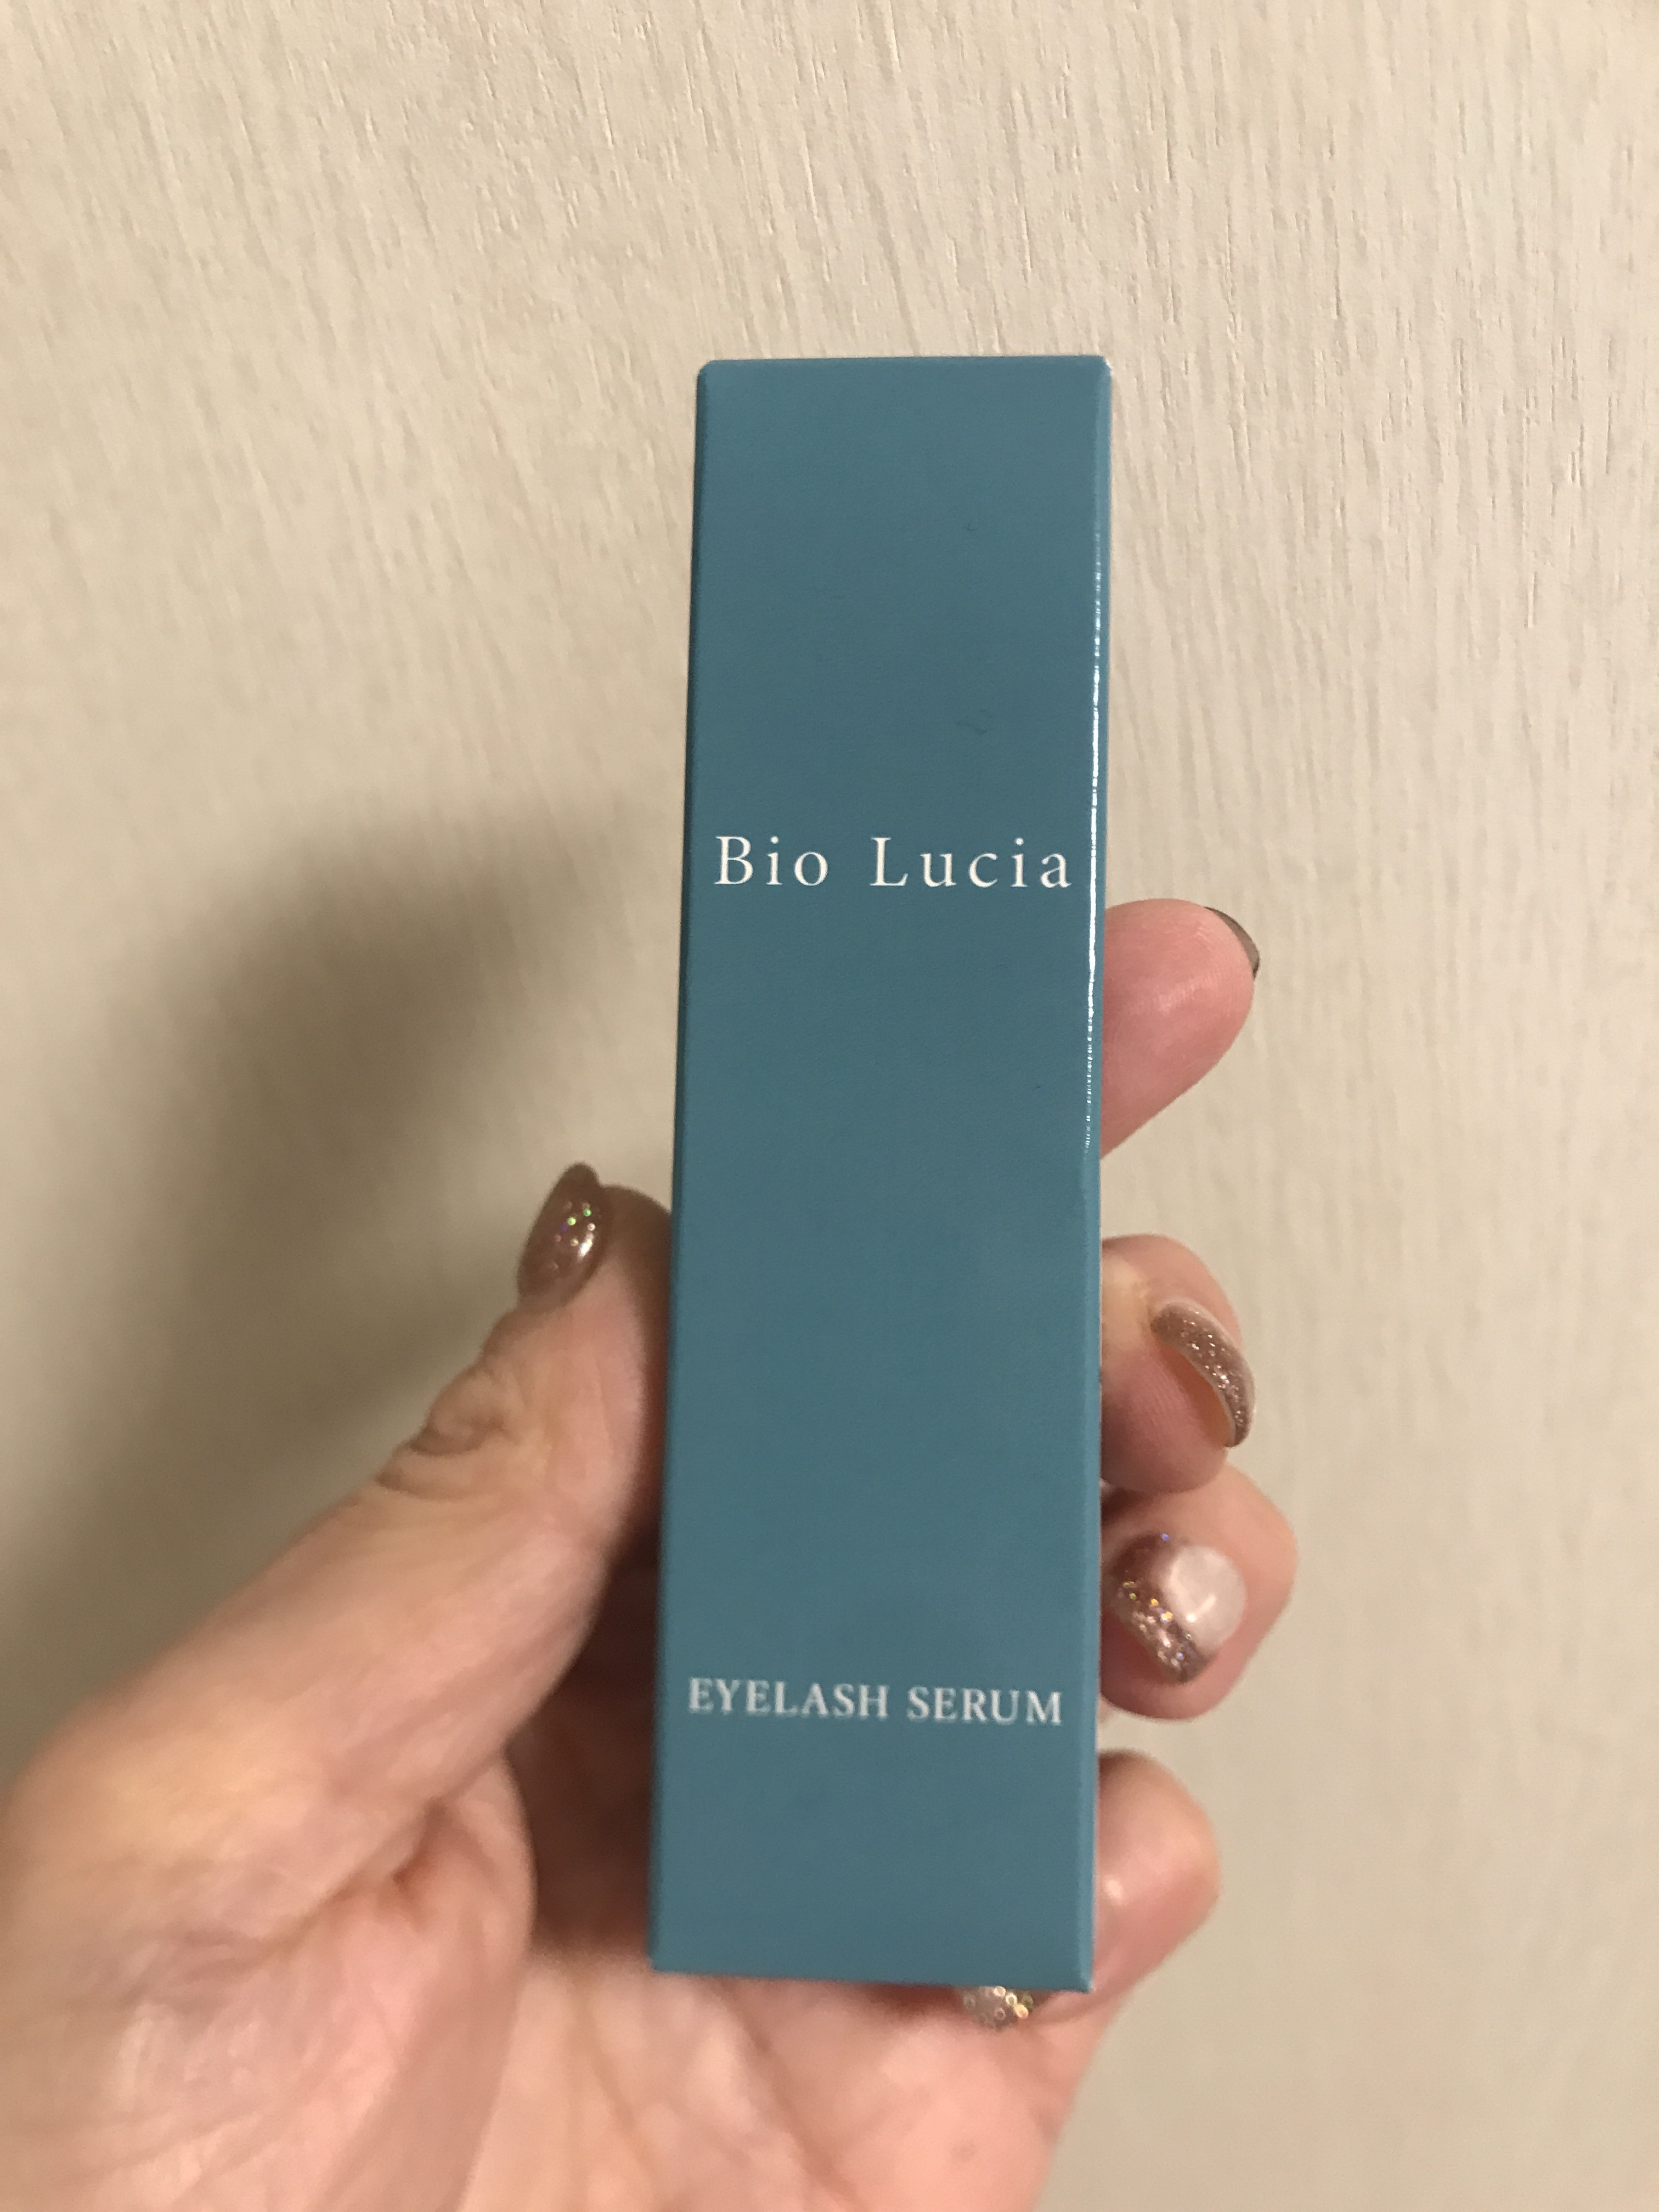 Bio Lucia
EYELASH SERUM